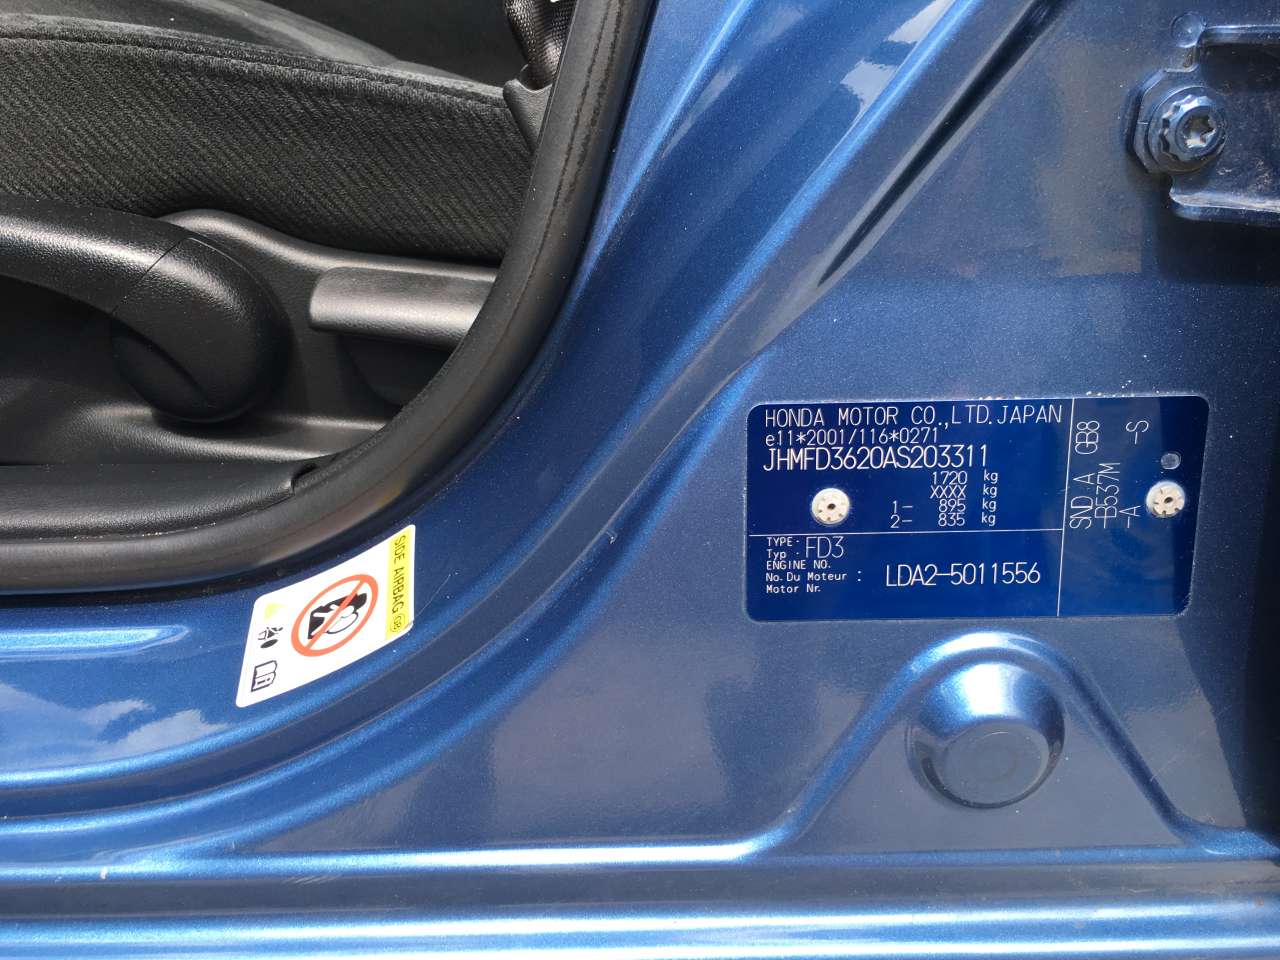 HONDA MOTOR CO.,LTD.JAPAN
e11*2001/116*0271
JHMFD3620AS203311
1720 kg
XXXX kg
1- 895 kg
2- 835 kg
TYPE:
Typ : FD3
ENGINE NO.
No. Du Moteur : LDA2-5011556
Motor Nr.
SND A GB8
-B537M
-A -S
SIDE AIRBAG GB